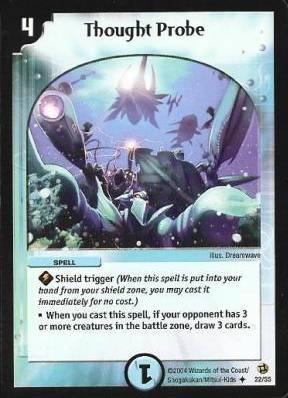 4 Thought Probe
Illus. Dreamwave
SPELL
Shield trigger (When this spell is put into your
hand from your shield zone, you may cast it
immediately for no cost.)
▪ When you cast this spell, if your opponent has 3
or more creatures in the battle zone, draw 3 cards.
1
©2004 Wizards of the Coast/
Shogakukan/Mitsui-Kids ✦ 22/55